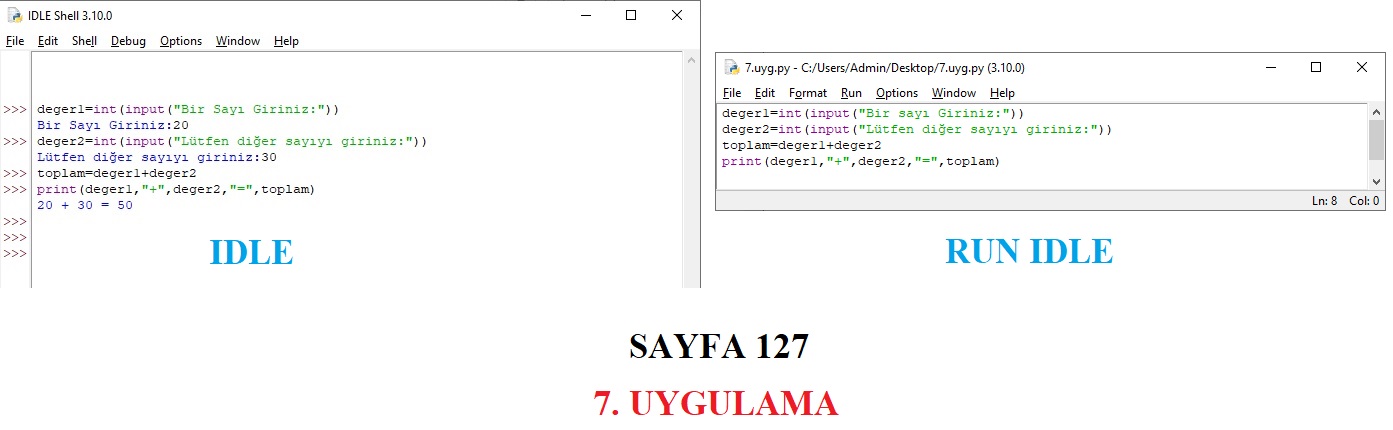 IDLE Shell 3.10.0
File Edit Shell Debug Options Window Help
>>> deger1=int(input("Bir Sayı Giriniz:"))
Bir Sayı Giriniz:20
>>> deger2=int(input("Lütfen diğer sayıyı giriniz:"))
Lütfen diğer sayıyı giriniz:30
>>> toplam=deger1+deger2
>>> print(deger1,"+",deger2,"=",toplam)
20 + 30 = 50
>>>
>>>
>>>
IDLE
7.uyg.py - C:/Users/Admin/Desktop/7.uyg.py (3.10.0)
File Edit Format Run Options Window Help
deger1=int(input("Bir sayı Giriniz:"))
deger2=int(input("Lütfen diğer sayıyı giriniz:"))
toplam=deger1+deger2
print(deger1,"+",deger2,"=",toplam)
Ln: 8 Col: 0
RUN IDLE
SAYFA 127
7. UYGULAMA